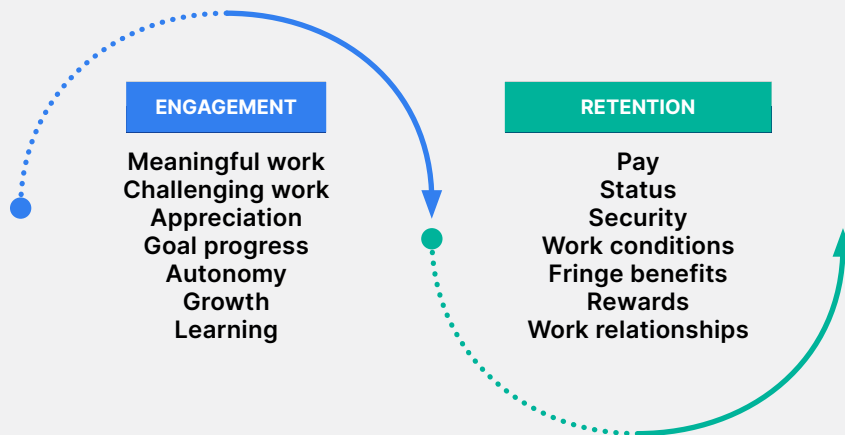 ENGAGEMENT
Meaningful work
Challenging work
Appreciation
Goal progress
Autonomy
Growth
Learning
RETENTION
Pay
Status
Security
Work conditions
Fringe benefits
Rewards
Work relationships